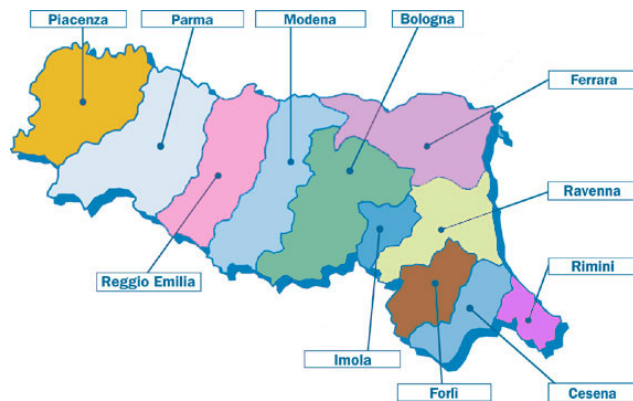 Piacenza
Parma
Modena
Bologna
Ferrara
Ravenna
Reggio Emilia
Rimini
Imola
Forlì
Cesena